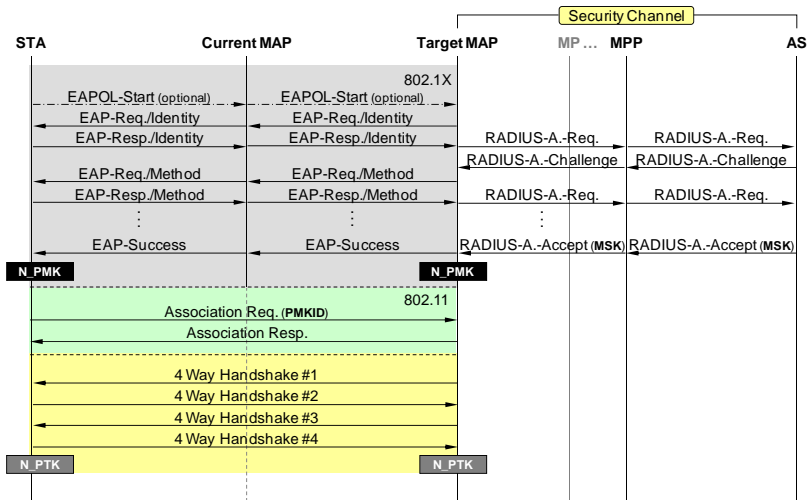 Security Channel
STA Current MAP Target MAP MP ... MPP AS
802.1X
EAPOL-Start (optional) EAPOL-Start (optional)
EAP-Req./Identity EAP-Req./Identity
EAP-Resp./Identity EAP-Resp./Identity RADIUS-A.-Req. RADIUS-A.-Req.
RADIUS-A.-Challenge RADIUS-A.-Challenge
EAP-Req./Method EAP-Req./Method
EAP-Resp./Method EAP-Resp./Method RADIUS-A.-Req. RADIUS-A.-Req.
⋮ ⋮ ⋮
EAP-Success EAP-Success RADIUS-A.-Accept (MSK) RADIUS-A.-Accept (MSK)
N_PMK N_PMK
802.11
Association Req. (PMKID)
Association Resp.
4 Way Handshake #1
4 Way Handshake #2
4 Way Handshake #3
4 Way Handshake #4
N_PTK N_PTK